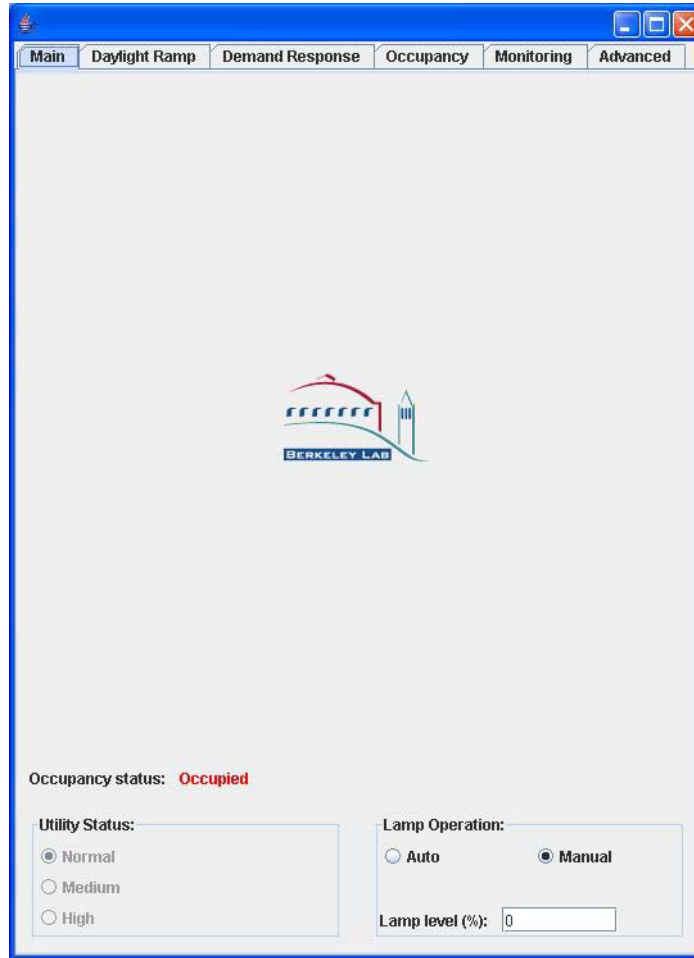 Main Daylight Ramp Demand Response Occupancy Monitoring Advanced
BERKELEY LAB
Occupancy status: Occupied
Utility Status:
Normal
Medium
High
Lamp Operation:
Auto Manual
Lamp level (%): 0